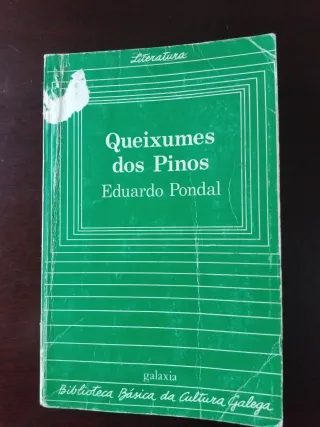 Literatura
Queixumes
dos Pinos
Eduardo Pondal
galaxia
Biblioteca Básica da Cultura Galega